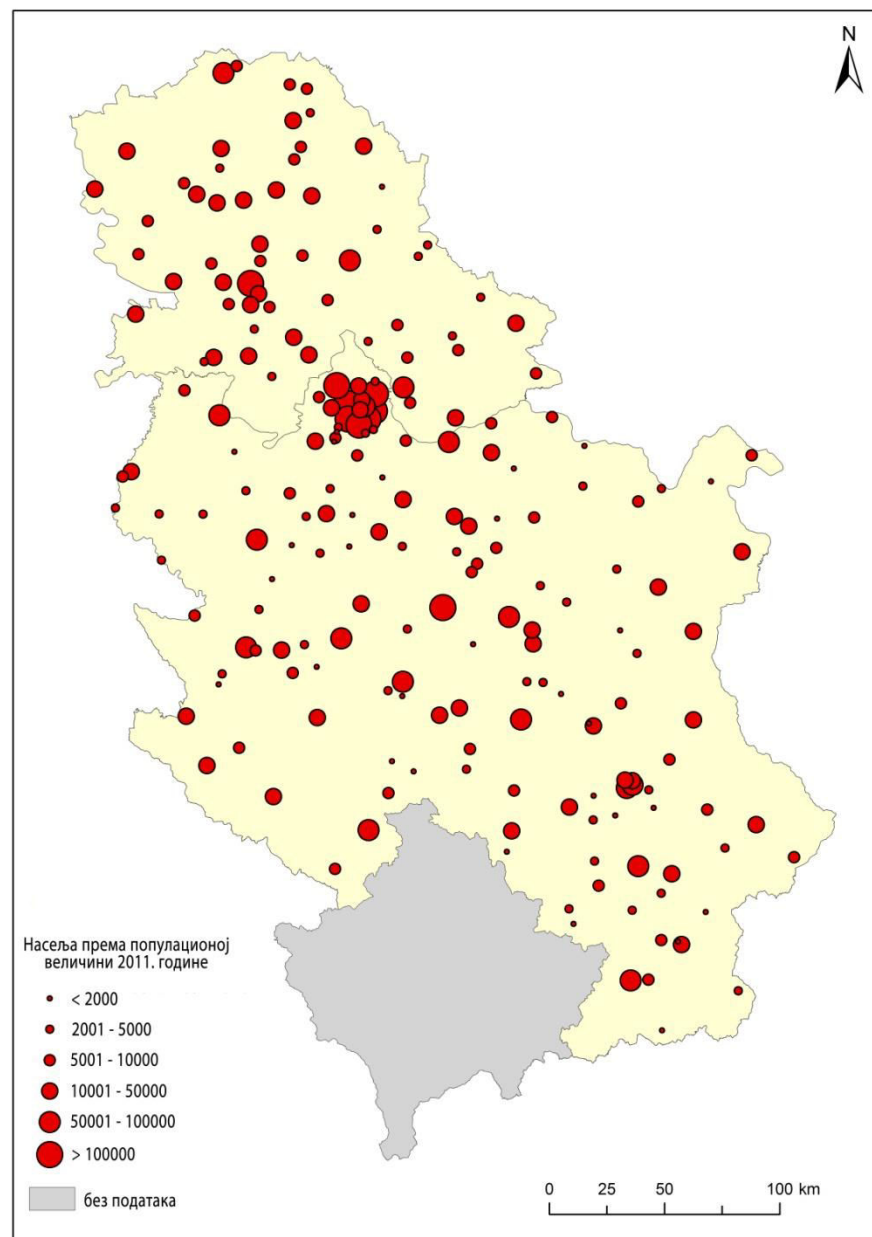 N
Насеља према популационој
величини 2011. године
< 2000
2001 - 5000
5001 - 10000
10001 - 50000
50001 - 100000
> 100000
без података
0 25 50 100 km